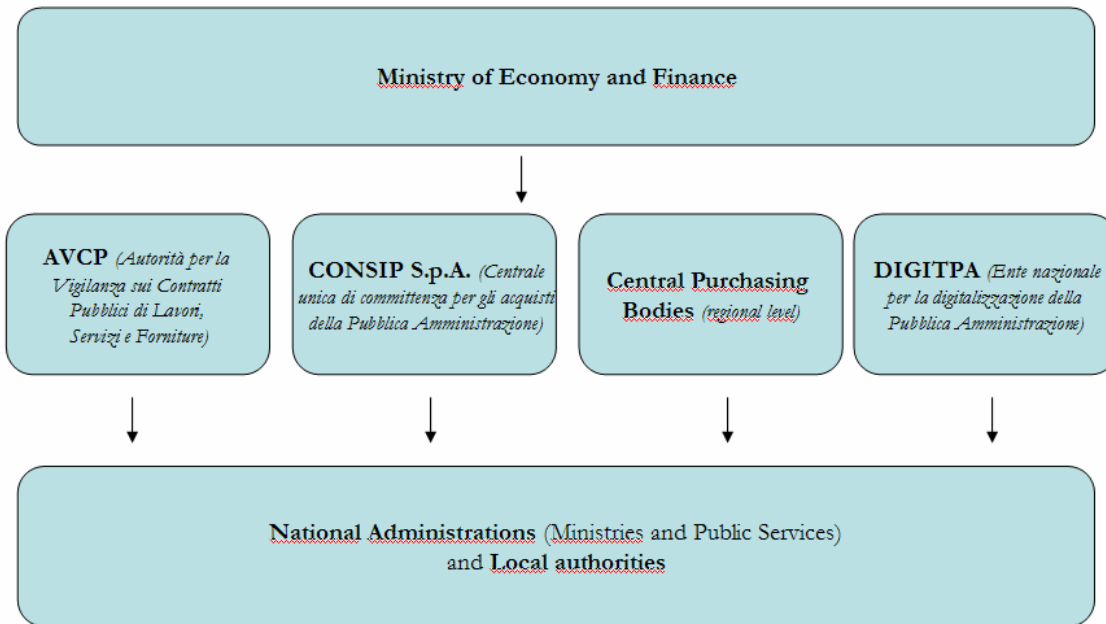 Ministry of Economy and Finance
AVCP (Autorità per la
Vigilanza sui Contratti
Pubblici di Lavori,
Servizi e Forniture)
CONSIP S.p.A. (Centrale
unica di committenza per gli acquisti
della Pubblica Amministrazione)
Central Purchasing
Bodies (regional level)
DIGITPA (Ente nazionale
per la digitalizzazione della
Pubblica Amministrazione)
National Administrations (Ministries and Public Services)
and Local authorities